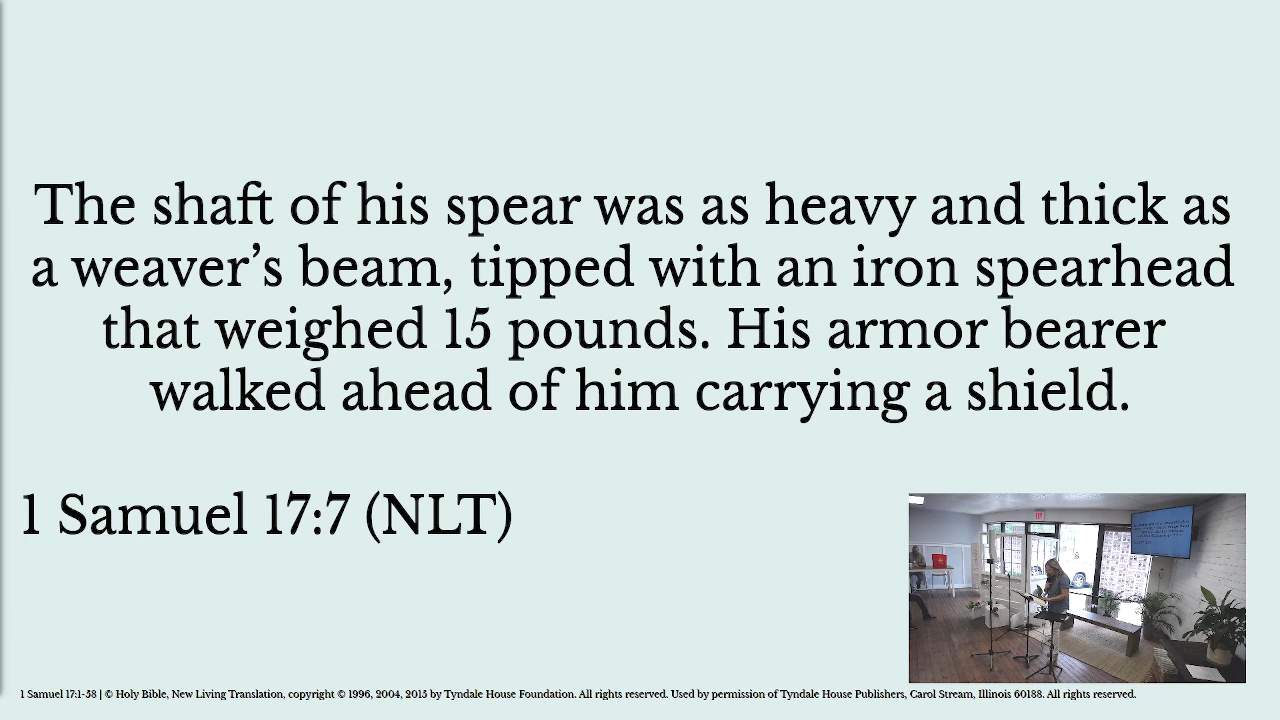 The shaft of his spear was as heavy and thick as
a weaver’s beam, tipped with an iron spearhead
that weighed 15 pounds. His armor bearer
walked ahead of him carrying a shield.
1 Samuel 17:7 (NLT)
1 Samuel 17:1-58 | © Holy Bible, New Living Translation, copyright © 1996, 2004, 2015 by Tyndale House Foundation. All rights reserved. Used by permission of Tyndale House Publishers, Carol Stream, Illinois 60188. All rights reserved.